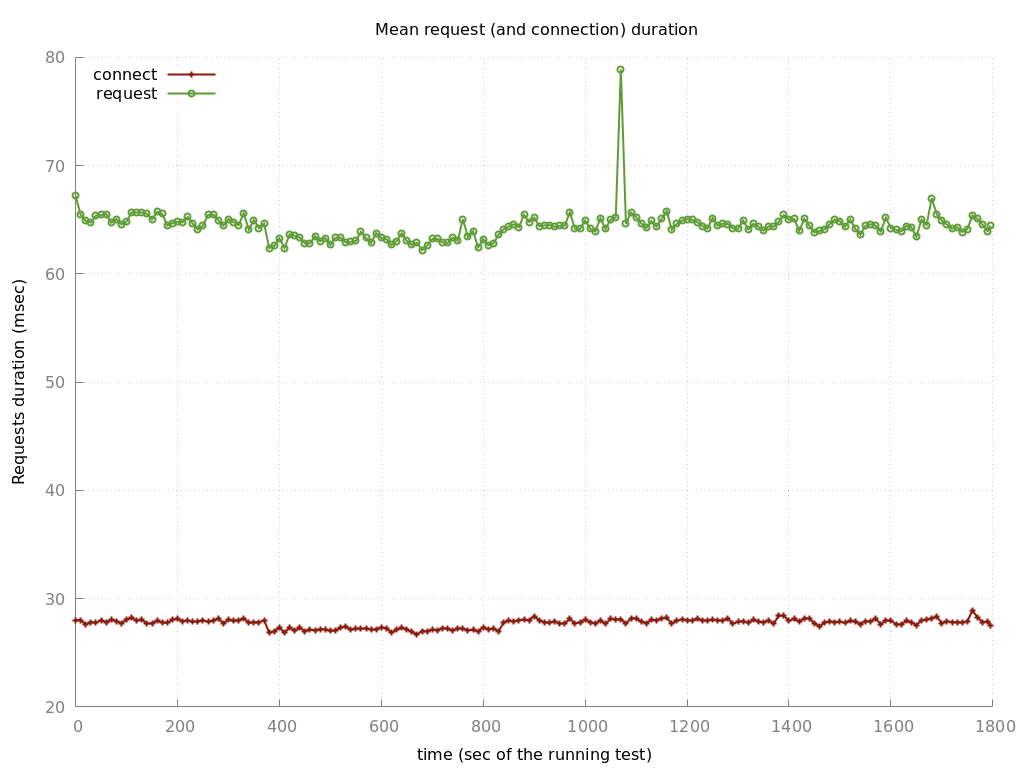 Mean request (and connection) duration
connect
request
80
70
60
50
40
30
20
Requests duration (msec)
0 200 400 600 800 1000 1200 1400 1600 1800
time (sec of the running test)